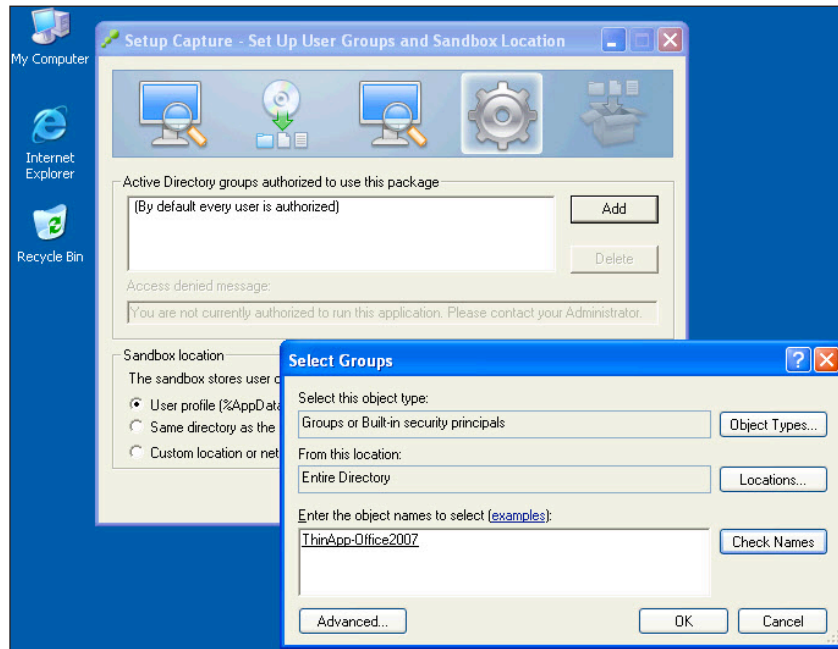 My Computer
Internet
Explorer
Recycle Bin
Setup Capture - Set Up User Groups and Sandbox Location
Active Directory groups authorized to use this package
(By default every user is authorized)
Add
Delete
Access denied message:
You are not currently authorized to run this application. Please contact your Administrator.
Sandbox location
The sandbox stores user
User profile (%AppData
Same directory as the
Custom location or net
Select Groups
Select this object type:
Groups or Built-in security principals
Object Types...
From this location:
Entire Directory
Locations...
Enter the object names to select (examples):
ThinApp-Office2007
Check Names
Advanced...
OK
Cancel